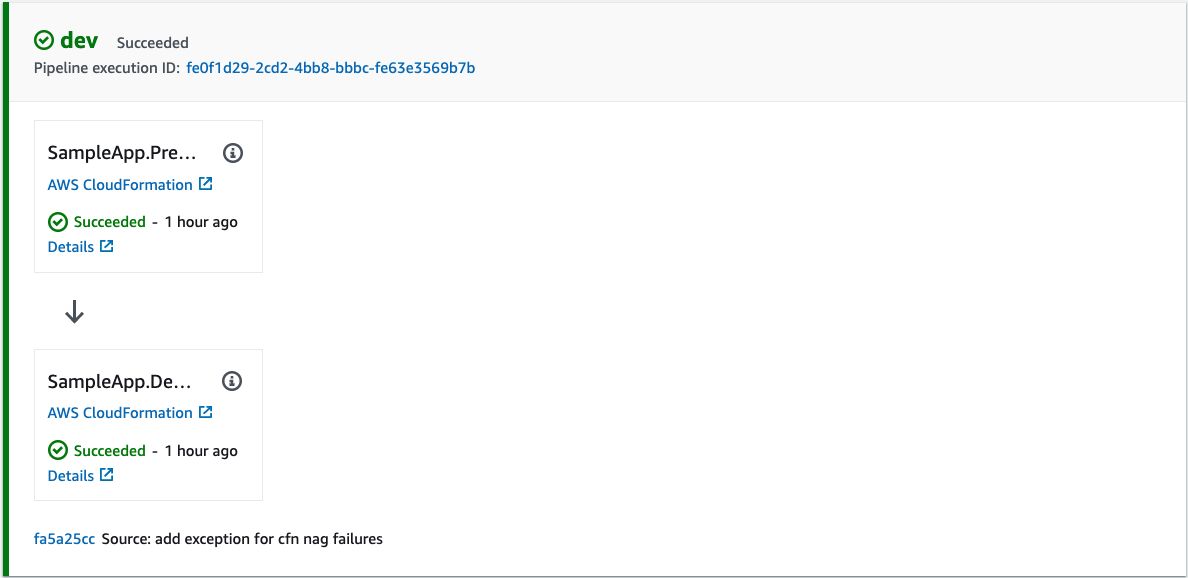 dev Succeeded
Pipeline execution ID: fe0f1d29-2cd2-4bb8-bbbc-fe63e3569b7b
SampleApp.Pre...
AWS CloudFormation
Succeeded - 1 hour ago
Details
SampleApp.De...
AWS CloudFormation
Succeeded - 1 hour ago
Details
fa5a25cc Source: add exception for cfn nag failures